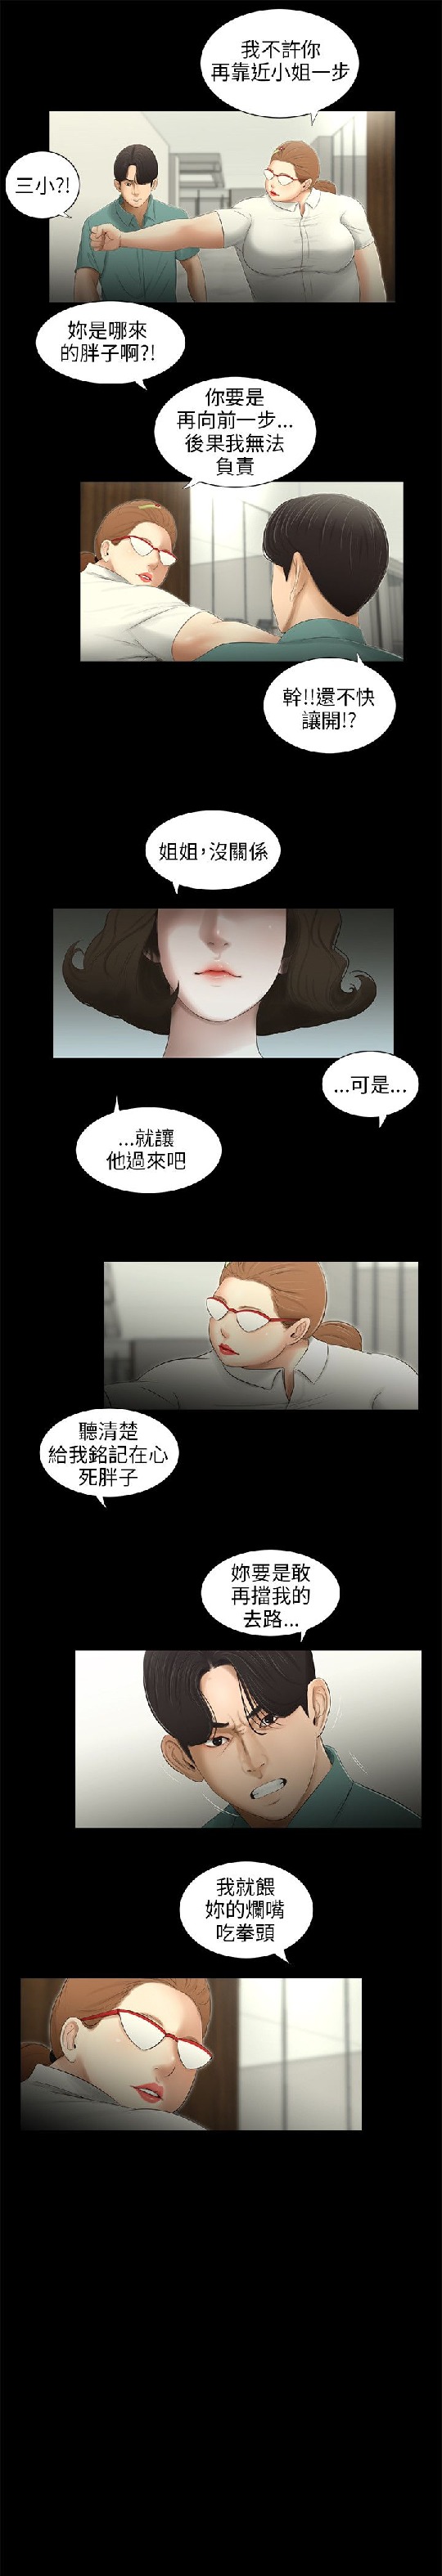 我不許你
再靠近小姐一步
三小?!
妳是哪來
的胖子啊?!
你要是
再向前一步...
後果我無法
負責
幹!!還不快
讓開!?
姐姐，沒關係
...可是...
...就讓
他過來吧
聽清楚
給我銘記在心
死胖子
妳要是敢
再擋我的
去路...
我就餵
妳的爛嘴
吃拳頭